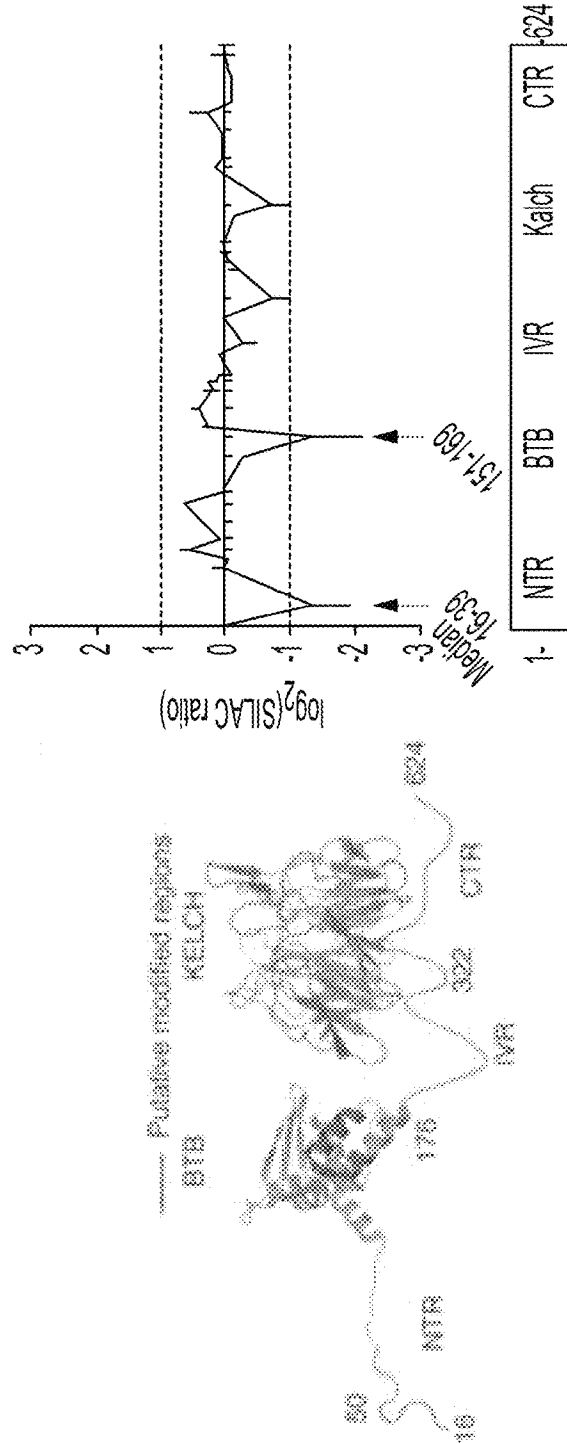 Putative modified regions
BTB
KELCH
50
16
NTR
176
IVR
322
CTR
624
log2(SILAC ratio)
3
2
1
0
-1
-2
-3
Median
16-39
151-169
1-
NTR
BTB
IVR
Kalch
CTR
-624